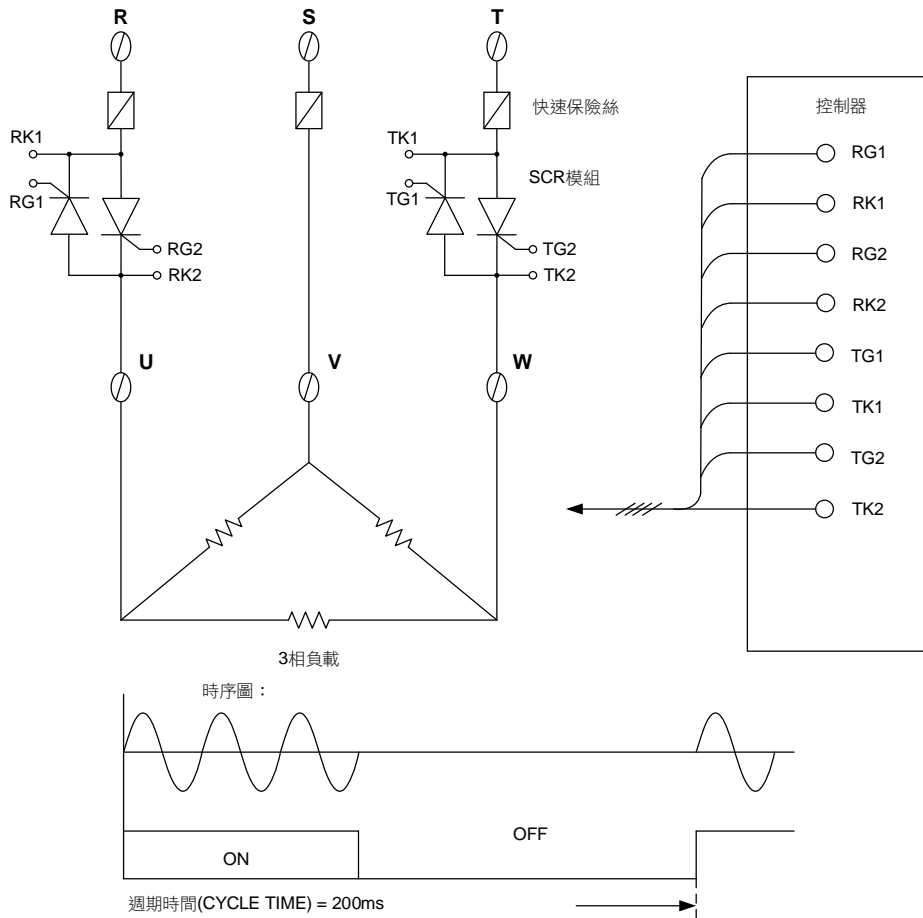 R
S
T
快速保險絲
控制器
RK1
TK1
RG1
SCR模組
RG1
TG1
RK1
RG2
TG2
RG2
RK2
TK2
RK2
U
V
W
TG1
TK1
TG2
TK2
3相負載
時序圖：
ON
OFF
週期時間(CYCLE TIME) = 200ms